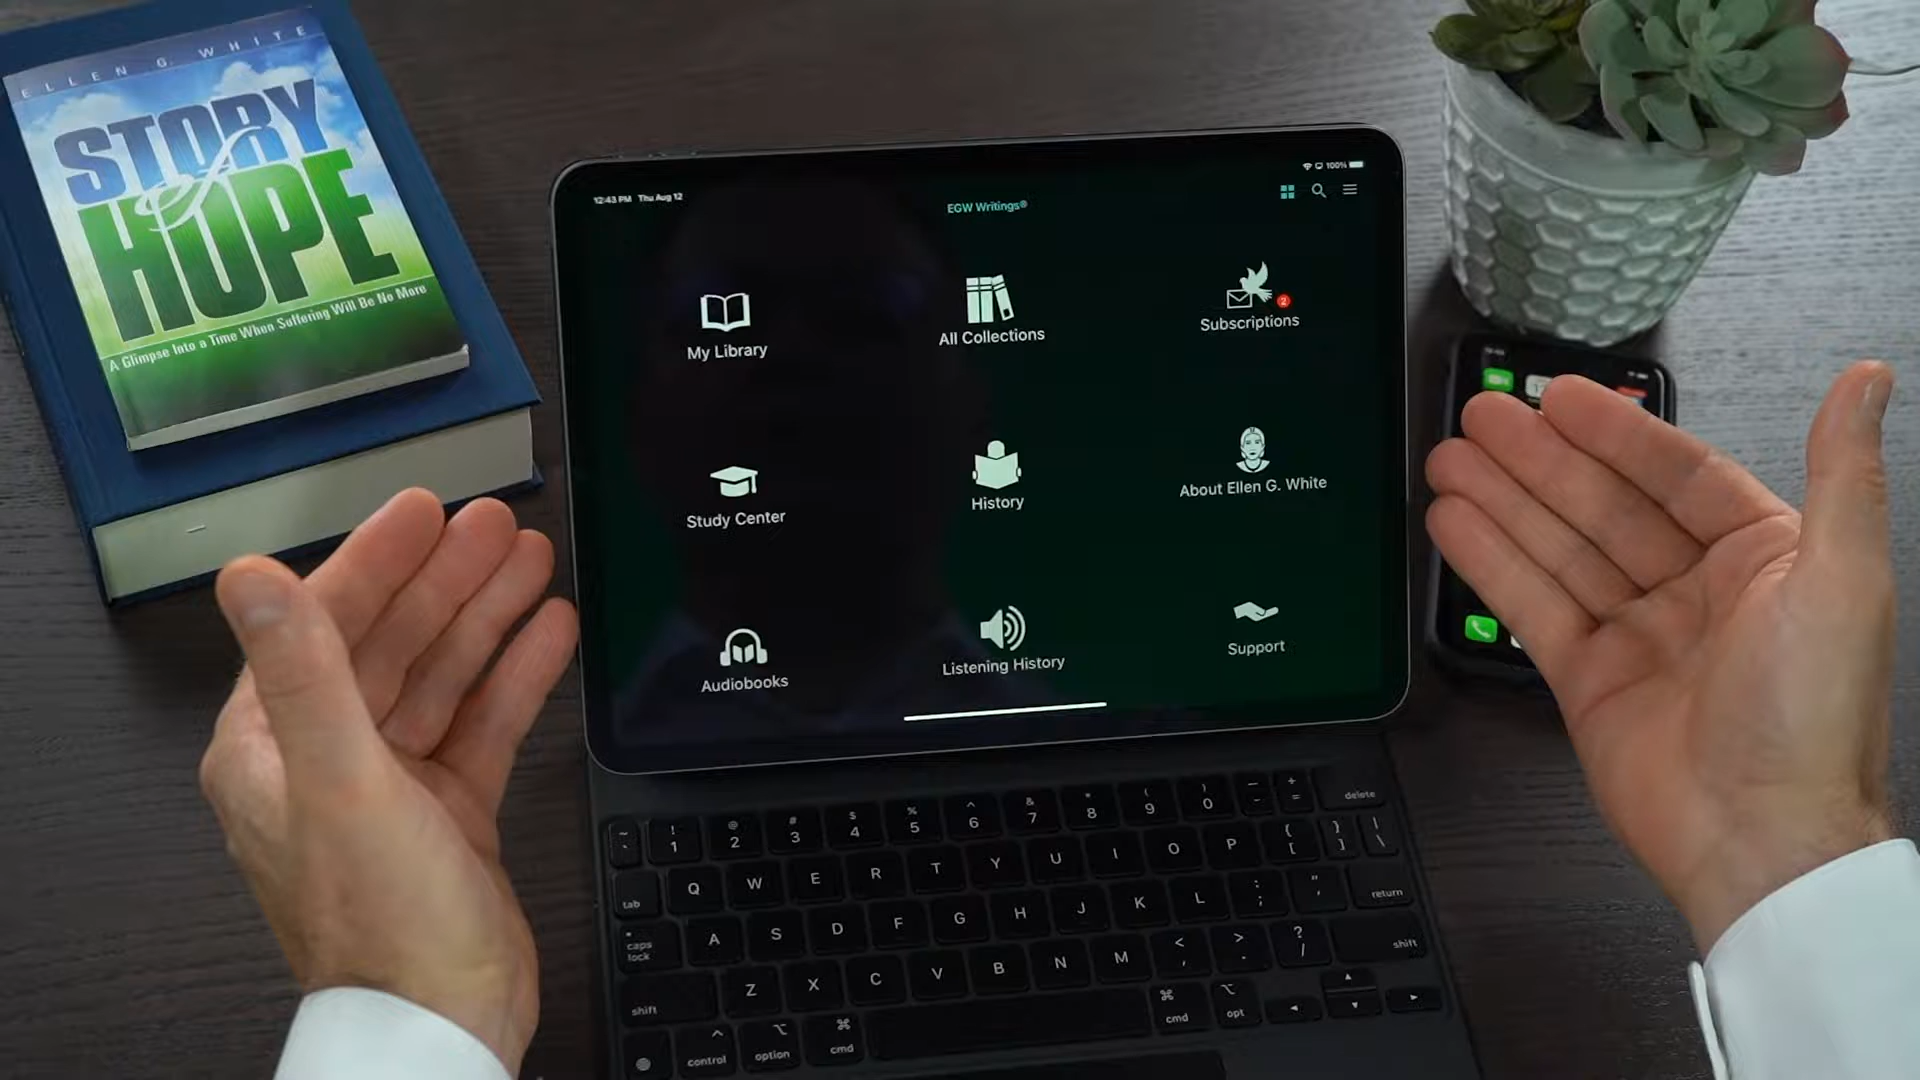 ELLEN G. WHITE
STORY
of
HOPE
A Glimpse Into a Time When Suffering Will Be No More
12:43 PM Thu Aug 12
100%
EGW Writings®
My Library
All Collections
2
Subscriptions
Study Center
History
About Ellen G. White
Audiobooks
Listening History
Support
~ ! @ # $ % ^ & * ( ) — +
` 1 2 3 4 5 6 7 8 9 0 - = delete
tab Q W E R T Y U I O P { [ } ] | \
caps lock A S D F G H J K L : ; " ' return
shift Z X C V B N M < , > . ? / shift
control option cmd cmd opt